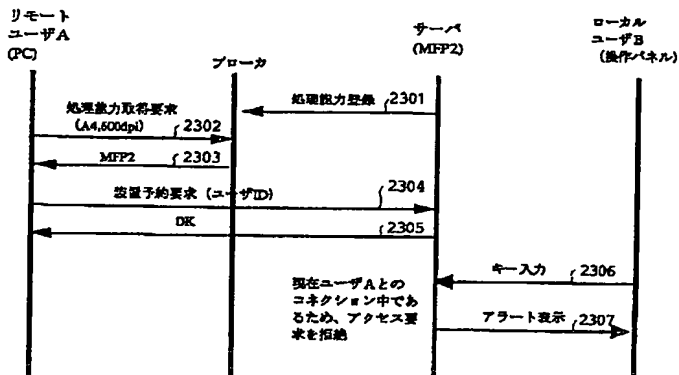 リモート
ユーザA
(PC)
ブローカ
サーバ
(MFP2)
ローカル
ユーザB
(操作パネル)
処理能力登録
2301
処理能力取得要求
(A4,600dpi)
2302
MFP2
2303
装置予約要求 (ユーザID)
2304
OK
2305
キー入力
2306
現在ユーザAとの
コネクション中であ
るため、アクセス要
求を拒絶
アラート表示
2307